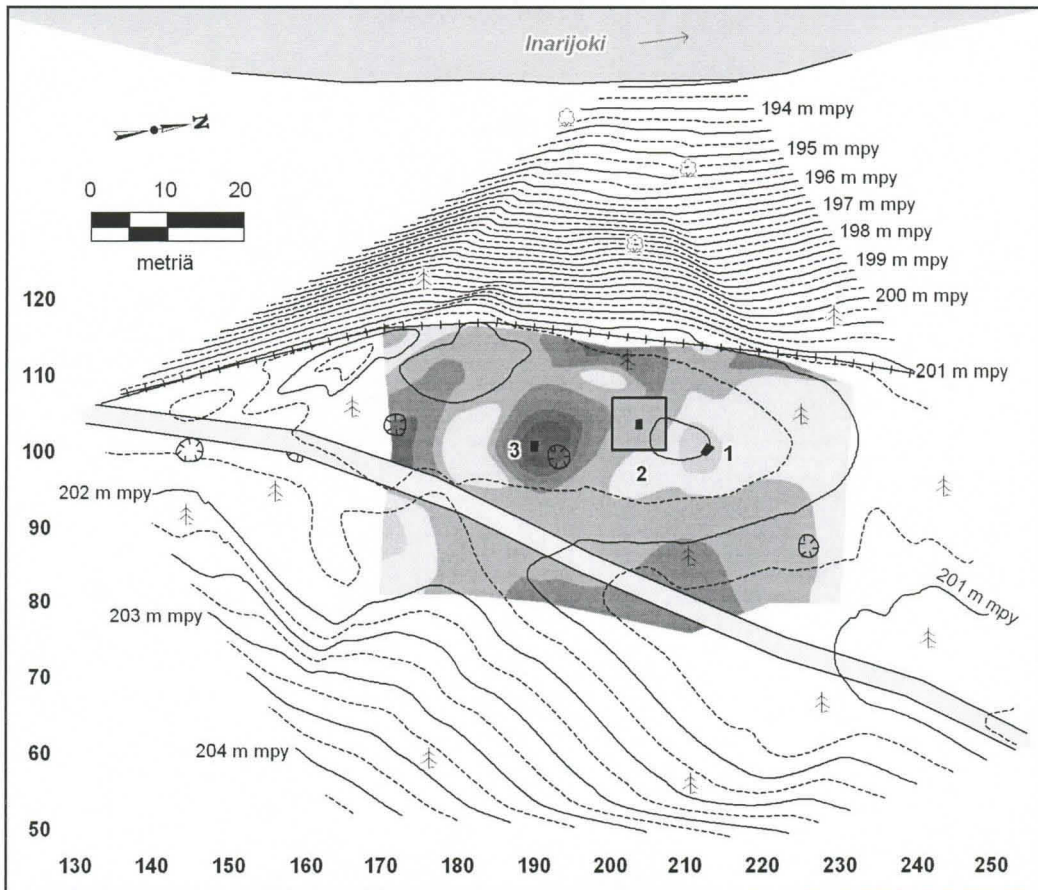 Inarijoki
194 m mpy
195 m mpy
196 m mpy
197 m mpy
198 m mpy
199 m mpy
200 m mpy
201 m mpy
N
0 10 20
metriä
120
110
100
90
80
70
60
50
1
2
3
202 m mpy
203 m mpy
204 m mpy
201 m mpy
130 140 150 160 170 180 190 200 210 220 230 240 250